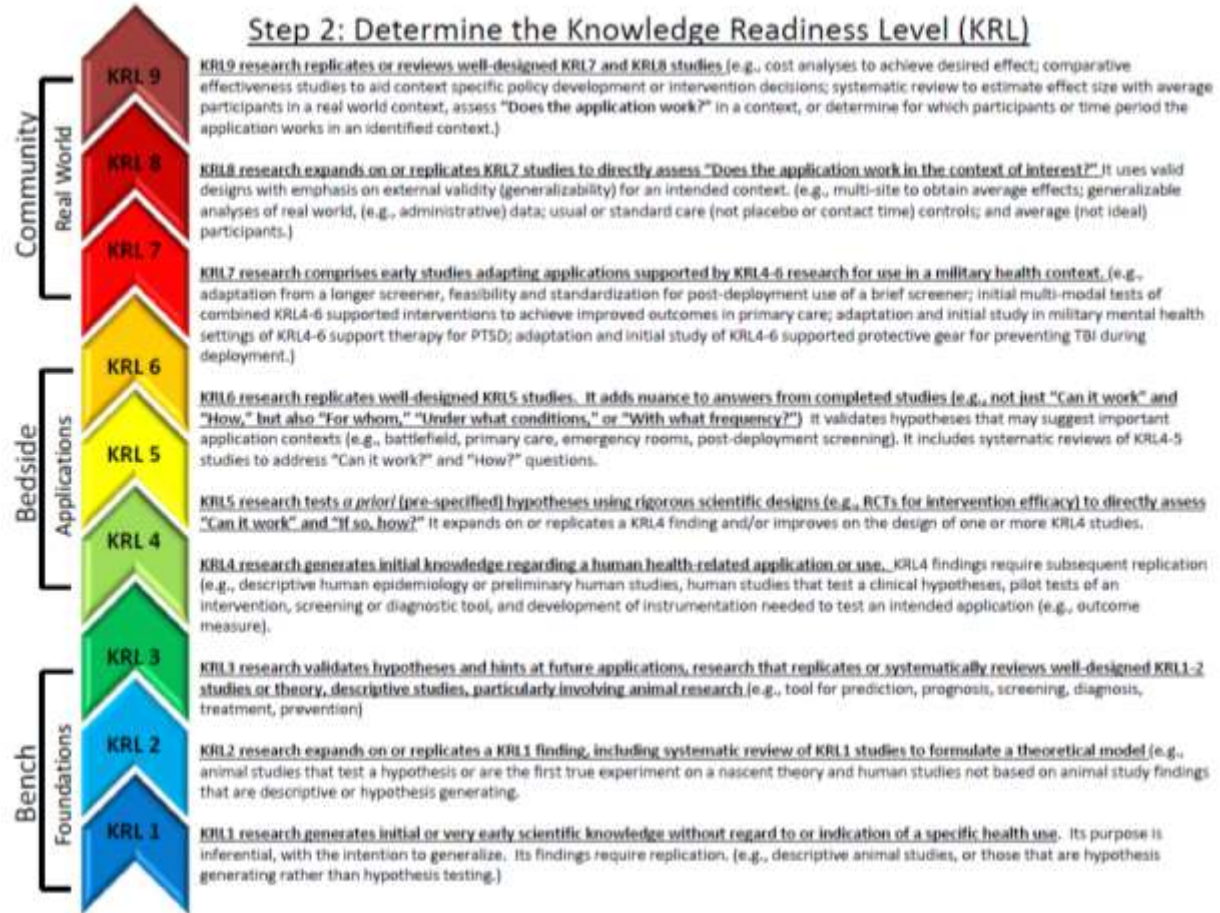 Step 2: Determine the Knowledge Readiness Level (KRL)
KRL 9
KRL9 research replicates or reviews well-designed KRL7 and KRL8 studies (e.g., cost analyses to achieve desired effect; comparative
effectiveness studies to aid context specific policy development or intervention decisions; systematic review to estimate effect size with average
participants in a real world context, assess “Does the application work?” in a context, or determine for which participants or time period the
application works in an identified context.)
Community
Real World
KRL 8
KRL8 research expands on or replicates KRL7 studies to directly assess “Does the application work in the context of interest?” It uses valid
designs with emphasis on external validity (generalizability) for an intended context. (e.g., multi-site to obtain average effects; generalizable
analyses of real world, (e.g., administrative) data; usual or standard care (not placebo or contact time) controls; and average (not ideal)
participants.)
KRL 7
KRL7 research comprises early studies adapting applications supported by KRL4-6 research for use in a military health context. (e.g.,
adaptation from a longer screener, feasibility and standardization for post-deployment use of a brief screener; initial multi-modal tests of
combined KRL4-6 supported interventions to achieve improved outcomes in primary care; adaptation and initial study in military mental health
settings of KRL4-6 support therapy for PTSD; adaptation and initial study of KRL4-6 supported protective gear for preventing TBI during
deployment.)
KRL 6
KRL6 research replicates well-designed KRL5 studies. It adds nuance to answers from completed studies (e.g., not just “Can it work” and
“How,” but also “For whom,” “Under what conditions,” or “With what frequency?”) It validates hypotheses that may suggest important
application contexts (e.g., battlefield, primary care, emergency rooms, post-deployment screening). It includes systematic reviews of KRL4-5
studies to address “Can it work?” and “How?” questions.
Bedside
Applications
KRL 5
KRL5 research tests a priori (pre-specified) hypotheses using rigorous scientific designs (e.g., RCTs for intervention efficacy) to directly assess
“Can it work” and “If so, how?” It expands on or replicates a KRL4 finding and/or improves on the design of one or more KRL4 studies.
KRL 4
KRL4 research generates initial knowledge regarding a human health-related application or use. KRL4 findings require subsequent replication
(e.g., descriptive human epidemiology or preliminary human studies, human studies that test a clinical hypotheses, pilot tests of an
intervention, screening or diagnostic tool, and development of instrumentation needed to test an intended application (e.g., outcome
measure).
KRL 3
KRL3 research validates hypotheses and hints at future applications, research that replicates or systematically reviews well-designed KRL1-2
studies or theory, descriptive studies, particularly involving animal research (e.g., tool for prediction, prognosis, screening, diagnosis,
treatment, prevention)
Bench
Foundations
KRL 2
KRL2 research expands on or replicates a KRL1 finding, including systematic review of KRL1 studies to formulate a theoretical model (e.g.,
animal studies that test a hypothesis or are the first true experiment on a nascent theory and human studies not based on animal study findings
that are descriptive or hypothesis generating.
KRL 1
KRL1 research generates initial or very early scientific knowledge without regard to or indication of a specific health use. Its purpose is
inferential, with the intention to generalize. Its findings require replication. (e.g., descriptive animal studies, or those that are hypothesis
generating rather than hypothesis testing.)